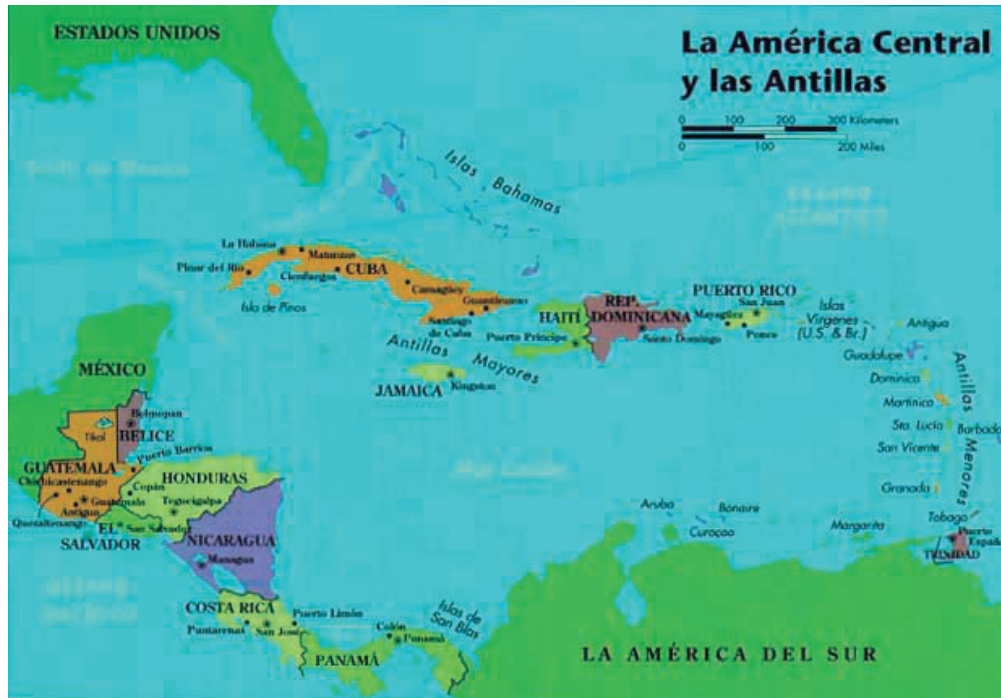 ESTADOS UNIDOS
La América Central
y las Antillas
0 100 200 300 Kilometers
0 100 200 Miles
Islas Bahamas
La Habana
Matanzas
Pinar del Río
Cienfuegos
CUBA
Camagüey
Isla de Pinos
Guantánamo
Santiago
de Cuba
HAITÍ
REP.
DOMINICANA
PUERTO RICO
San Juan
Mayagüez
Ponce
Puerto Príncipe
Santo Domingo
Islas
Vírgenes
(U.S. & Br.)
Antigua
Guadalupe
Dominica
Martinica
Sta. Lucía
Barbado
San Vicente
Granada
Antillas Menores
Antillas Mayores
JAMAICA
Kingston
MÉXICO
Belmopan
BELICE
Tikal
Puerto Barrios
GUATEMALA
Chichicastenango
Guatemala
Antigua
Quezaltenango
HONDURAS
Copán
Tegucigalpa
EL
SALVADOR
San Salvador
NICARAGUA
Managua
Aruba
Bonaire
Curaçao
Margarita
Tobago
Puerto
España
TRINIDAD
COSTA RICA
Puerto Limón
Puntarenas
San José
Colón
Panamá
Islas de
San Blas
PANAMÁ
LA AMÉRICA DEL SUR